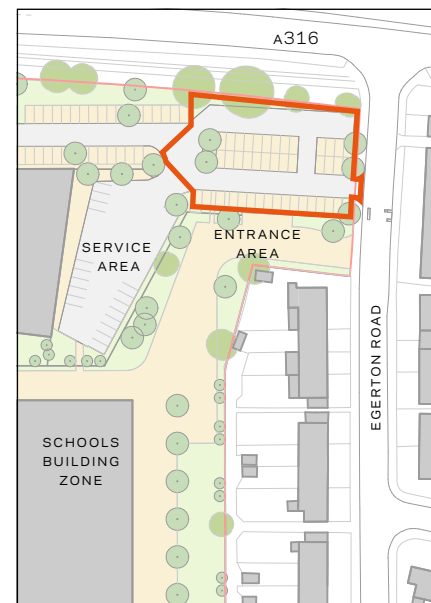 A316
SERVICE
AREA
ENTRANCE
AREA
EGERTON ROAD
SCHOOLS
BUILDING
ZONE